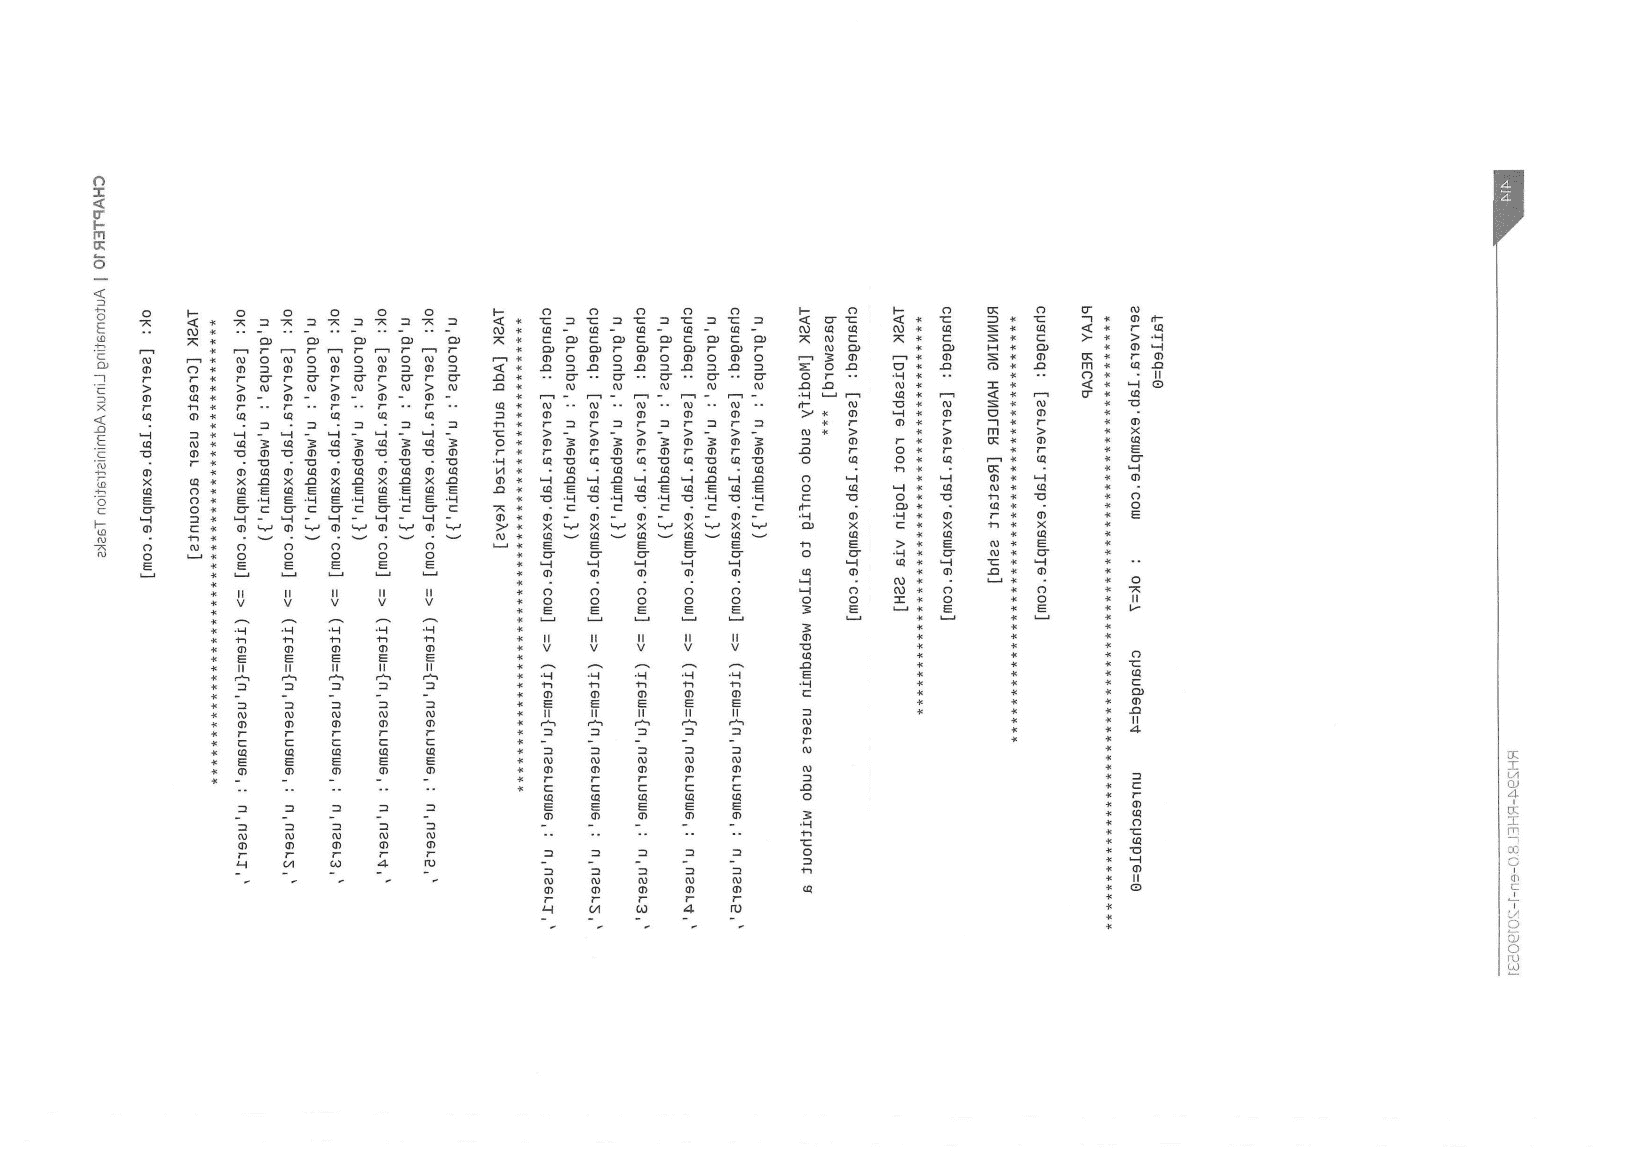 CHAPTER 10 | Automating Linux Administration Tasks
ok: [servera.lab.example.com]
TASK [Create user accounts]
**********************************************************
ok: [servera.lab.example.com] => (item={u'username': u'user1',
u'groups': u'webadmin'})
ok: [servera.lab.example.com] => (item={u'username': u'user2',
u'groups': u'webadmin'})
ok: [servera.lab.example.com] => (item={u'username': u'user3',
u'groups': u'webadmin'})
ok: [servera.lab.example.com] => (item={u'username': u'user4',
u'groups': u'webadmin'})
ok: [servera.lab.example.com] => (item={u'username': u'user5',
u'groups': u'webadmin'})
TASK [Add authorized keys]
***********************************************************
changed: [servera.lab.example.com] => (item={u'username': u'user1',
u'groups': u'webadmin'})
changed: [servera.lab.example.com] => (item={u'username': u'user2',
u'groups': u'webadmin'})
changed: [servera.lab.example.com] => (item={u'username': u'user3',
u'groups': u'webadmin'})
changed: [servera.lab.example.com] => (item={u'username': u'user4',
u'groups': u'webadmin'})
changed: [servera.lab.example.com] => (item={u'username': u'user5',
u'groups': u'webadmin'})
TASK [Modify sudo config to allow webadmin users sudo without a
password] ***
changed: [servera.lab.example.com]
TASK [Disable root login via SSH]
**************************************************
changed: [servera.lab.example.com]
RUNNING HANDLER [Restart sshd]
*****************************************************
changed: [servera.lab.example.com]
PLAY RECAP
****************************************************************************
servera.lab.example.com : ok=7 changed=4 unreachable=0
failed=0
414
RH294-RHEL8.0-en-1-20190531